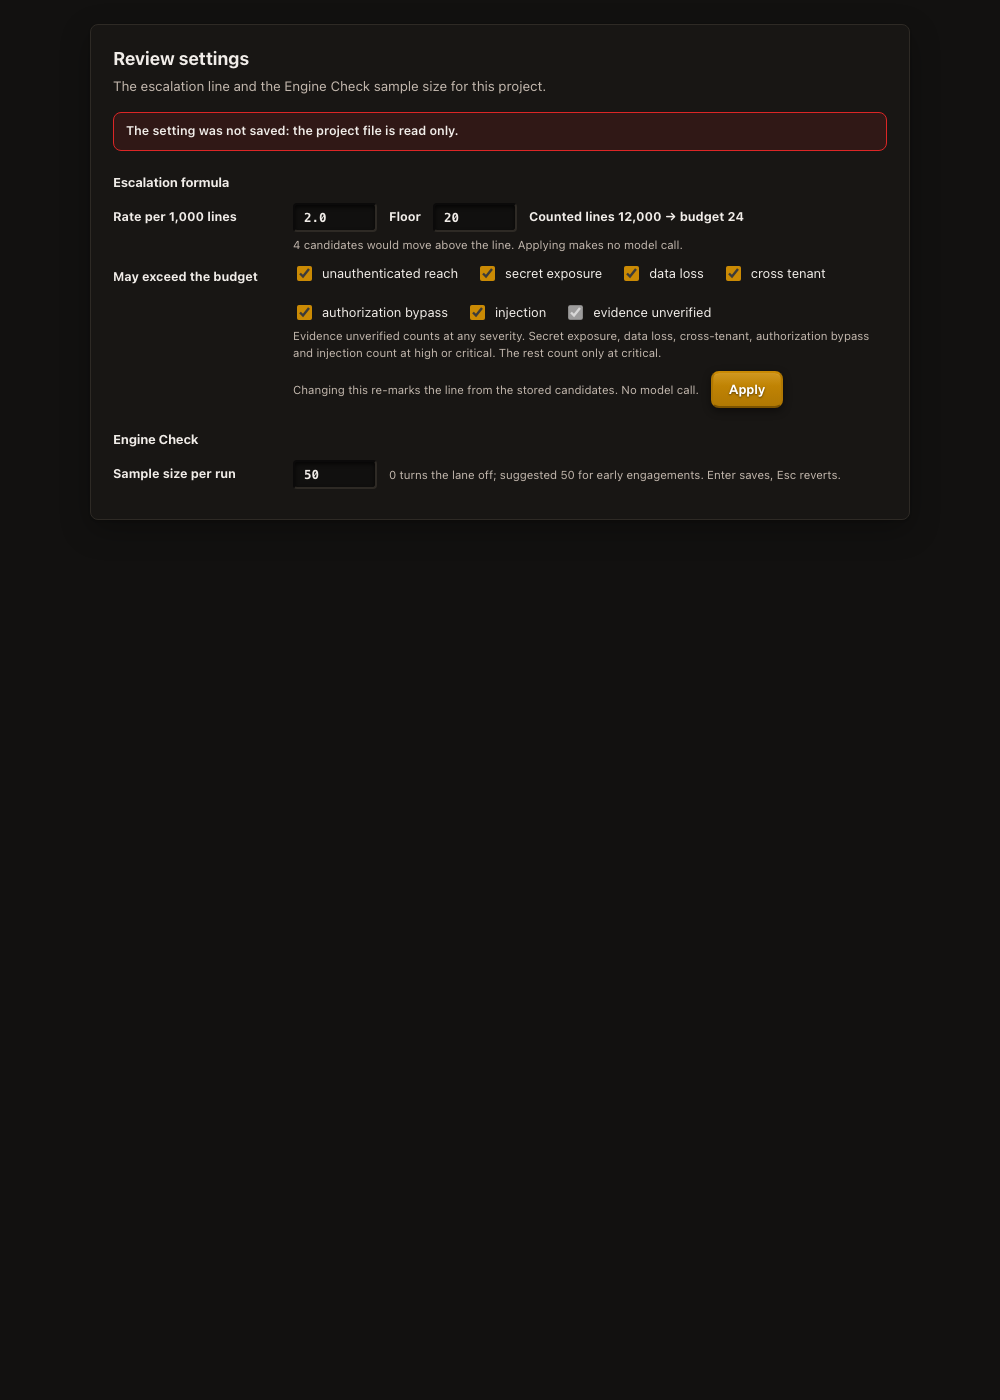 Review settings
The escalation line and the Engine Check sample size for this project.
The setting was not saved: the project file is read only.
Escalation formula
Rate per 1,000 lines 2.0 Floor 20 Counted lines 12,000 → budget 24
4 candidates would move above the line. Applying makes no model call.
May exceed the budget unauthenticated reach secret exposure data loss cross tenant
authorization bypass injection evidence unverified
Evidence unverified counts at any severity. Secret exposure, data loss, cross-tenant, authorization bypass
and injection count at high or critical. The rest count only at critical.
Changing this re-marks the line from the stored candidates. No model call. Apply
Engine Check
Sample size per run 50 0 turns the lane off; suggested 50 for early engagements. Enter saves, Esc reverts.